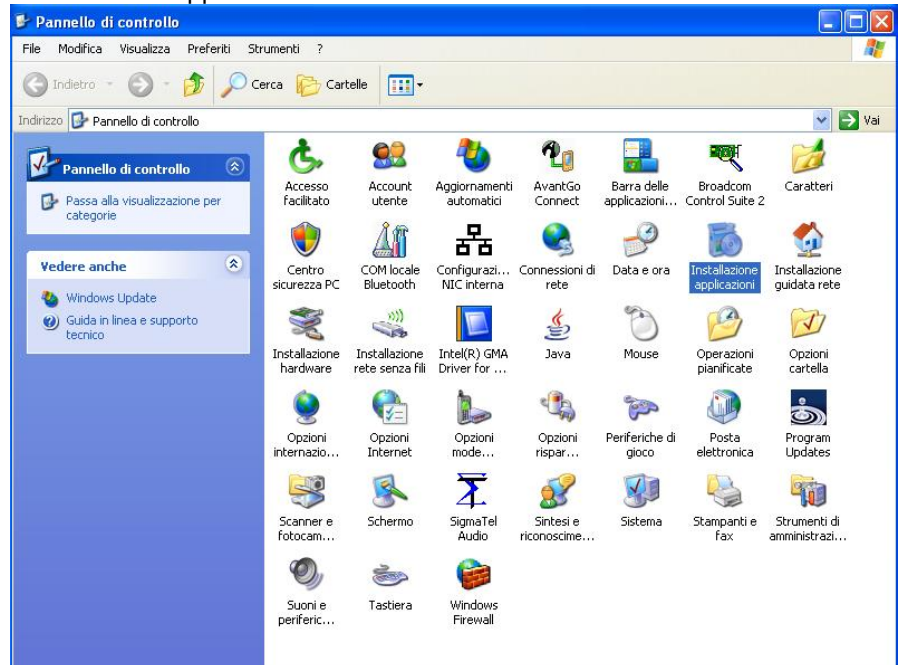 Pannello di controllo
File Modifica Visualizza Preferiti Strumenti ?
Indietro Cerca Cartelle
Indirizzo Pannello di controllo Vai
Pannello di controllo
Passa alla visualizzazione per
categorie
Vedere anche
Windows Update
Guida in linea e supporto
tecnico
Accesso
facilitato
Account
utente
Aggiornamenti
automatici
AvantGo
Connect
Barra delle
applicazioni...
Broadcom
Control Suite 2
Caratteri
Centro
sicurezza PC
COM locale
Bluetooth
Configurazi...
NIC interna
Connessioni di
rete
Data e ora
Installazione
applicazioni
Installazione
guidata rete
Installazione
hardware
Installazione
rete senza fili
Intel(R) GMA
Driver for ...
Java
Mouse
Operazioni
pianificate
Opzioni
cartella
Opzioni
internazio...
Opzioni
Internet
Opzioni
mode...
Opzioni
rispar...
Periferiche di
gioco
Posta
elettronica
Program
Updates
Scanner e
fotocam...
Schermo
SigmaTel
Audio
Sintesi e
riconoscime...
Sistema
Stampanti e
fax
Strumenti di
amministrazi...
Suoni e
periferic...
Tastiera
Windows
Firewall